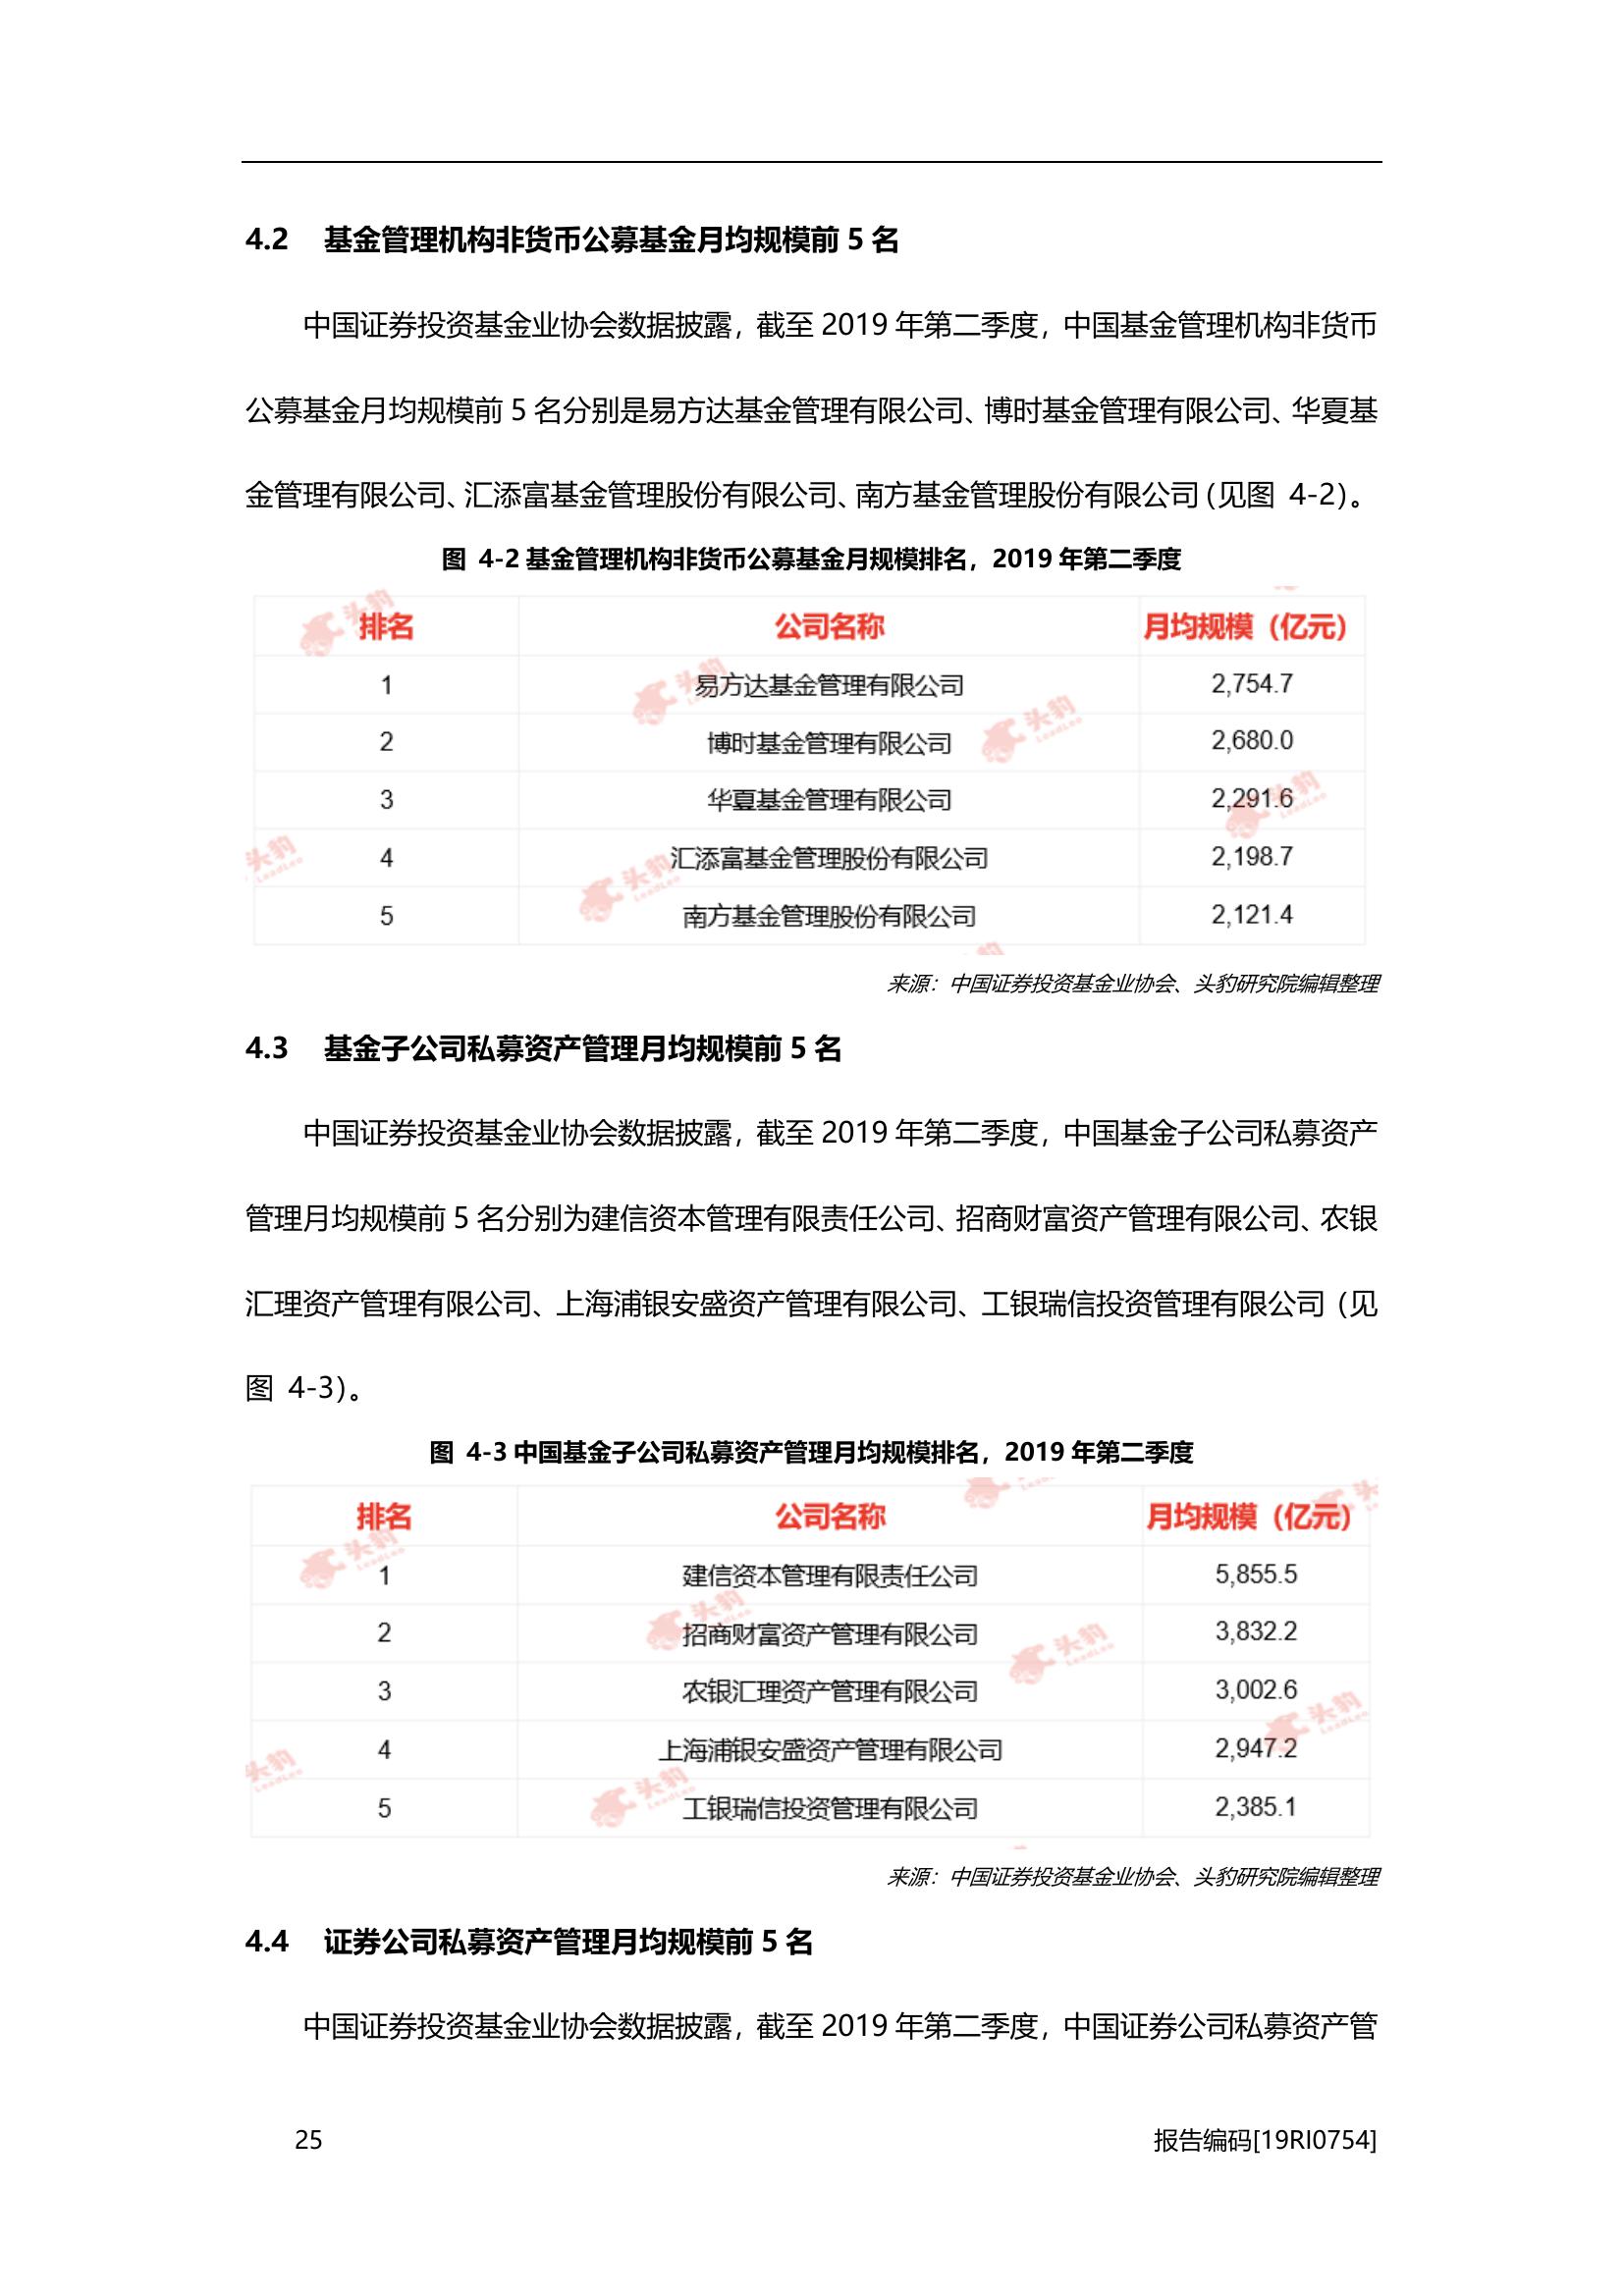 4.2 基金管理机构非货币公募基金月均规模前 5 名
中国证券投资基金业协会数据披露，截至 2019 年第二季度，中国基金管理机构非货币
公募基金月均规模前 5 名分别是易方达基金管理有限公司、博时基金管理有限公司、华夏基
金管理有限公司、汇添富基金管理股份有限公司、南方基金管理股份有限公司（见图 4-2）。
图 4-2 基金管理机构非货币公募基金月规模排名，2019 年第二季度
排名 公司名称 月均规模（亿元）
1 易方达基金管理有限公司 2,754.7
2 博时基金管理有限公司 2,680.0
3 华夏基金管理有限公司 2,291.6
4 汇添富基金管理股份有限公司 2,198.7
5 南方基金管理股份有限公司 2,121.4
来源：中国证券投资基金业协会、头豹研究院编辑整理
4.3 基金子公司私募资产管理月均规模前 5 名
中国证券投资基金业协会数据披露，截至 2019 年第二季度，中国基金子公司私募资产
管理月均规模前 5 名分别为建信资本管理有限责任公司、招商财富资产管理有限公司、农银
汇理资产管理有限公司、上海浦银安盛资产管理有限公司、工银瑞信投资管理有限公司（见
图 4-3）。
图 4-3 中国基金子公司私募资产管理月均规模排名，2019 年第二季度
排名 公司名称 月均规模（亿元）
1 建信资本管理有限责任公司 5,855.5
2 招商财富资产管理有限公司 3,832.2
3 农银汇理资产管理有限公司 3,002.6
4 上海浦银安盛资产管理有限公司 2,947.2
5 工银瑞信投资管理有限公司 2,385.1
来源：中国证券投资基金业协会、头豹研究院编辑整理
4.4 证券公司私募资产管理月均规模前 5 名
中国证券投资基金业协会数据披露，截至 2019 年第二季度，中国证券公司私募资产管
25 报告编码[19RI0754]